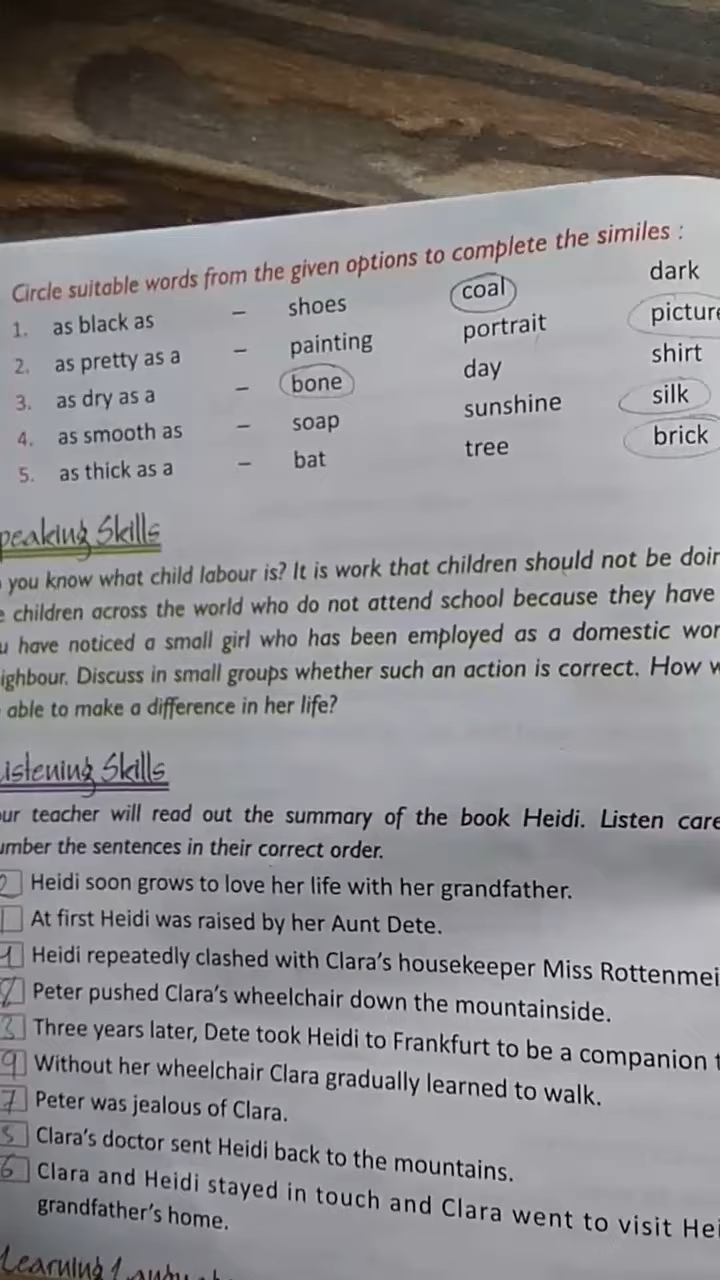 Circle suitable words from the given options to complete the similes :
1. as black as – shoes coal dark
2. as pretty as a – painting portrait picture
3. as dry as a – bone day shirt
4. as smooth as – soap sunshine silk
5. as thick as a – bat tree brick
peaking Skills
you know what child labour is? It is work that children should not be doin
e children across the world who do not attend school because they have
u have noticed a small girl who has been employed as a domestic wor
ighbour. Discuss in small groups whether such an action is correct. How w
able to make a difference in her life?
istening Skills
ur teacher will read out the summary of the book Heidi. Listen care
umber the sentences in their correct order.
2 Heidi soon grows to love her life with her grandfather.
1 At first Heidi was raised by her Aunt Dete.
4 Heidi repeatedly clashed with Clara's housekeeper Miss Rottenmei
8 Peter pushed Clara's wheelchair down the mountainside.
3 Three years later, Dete took Heidi to Frankfurt to be a companion t
9 Without her wheelchair Clara gradually learned to walk.
7 Peter was jealous of Clara.
5 Clara's doctor sent Heidi back to the mountains.
6 Clara and Heidi stayed in touch and Clara went to visit Hei
grandfather's home.
Learning